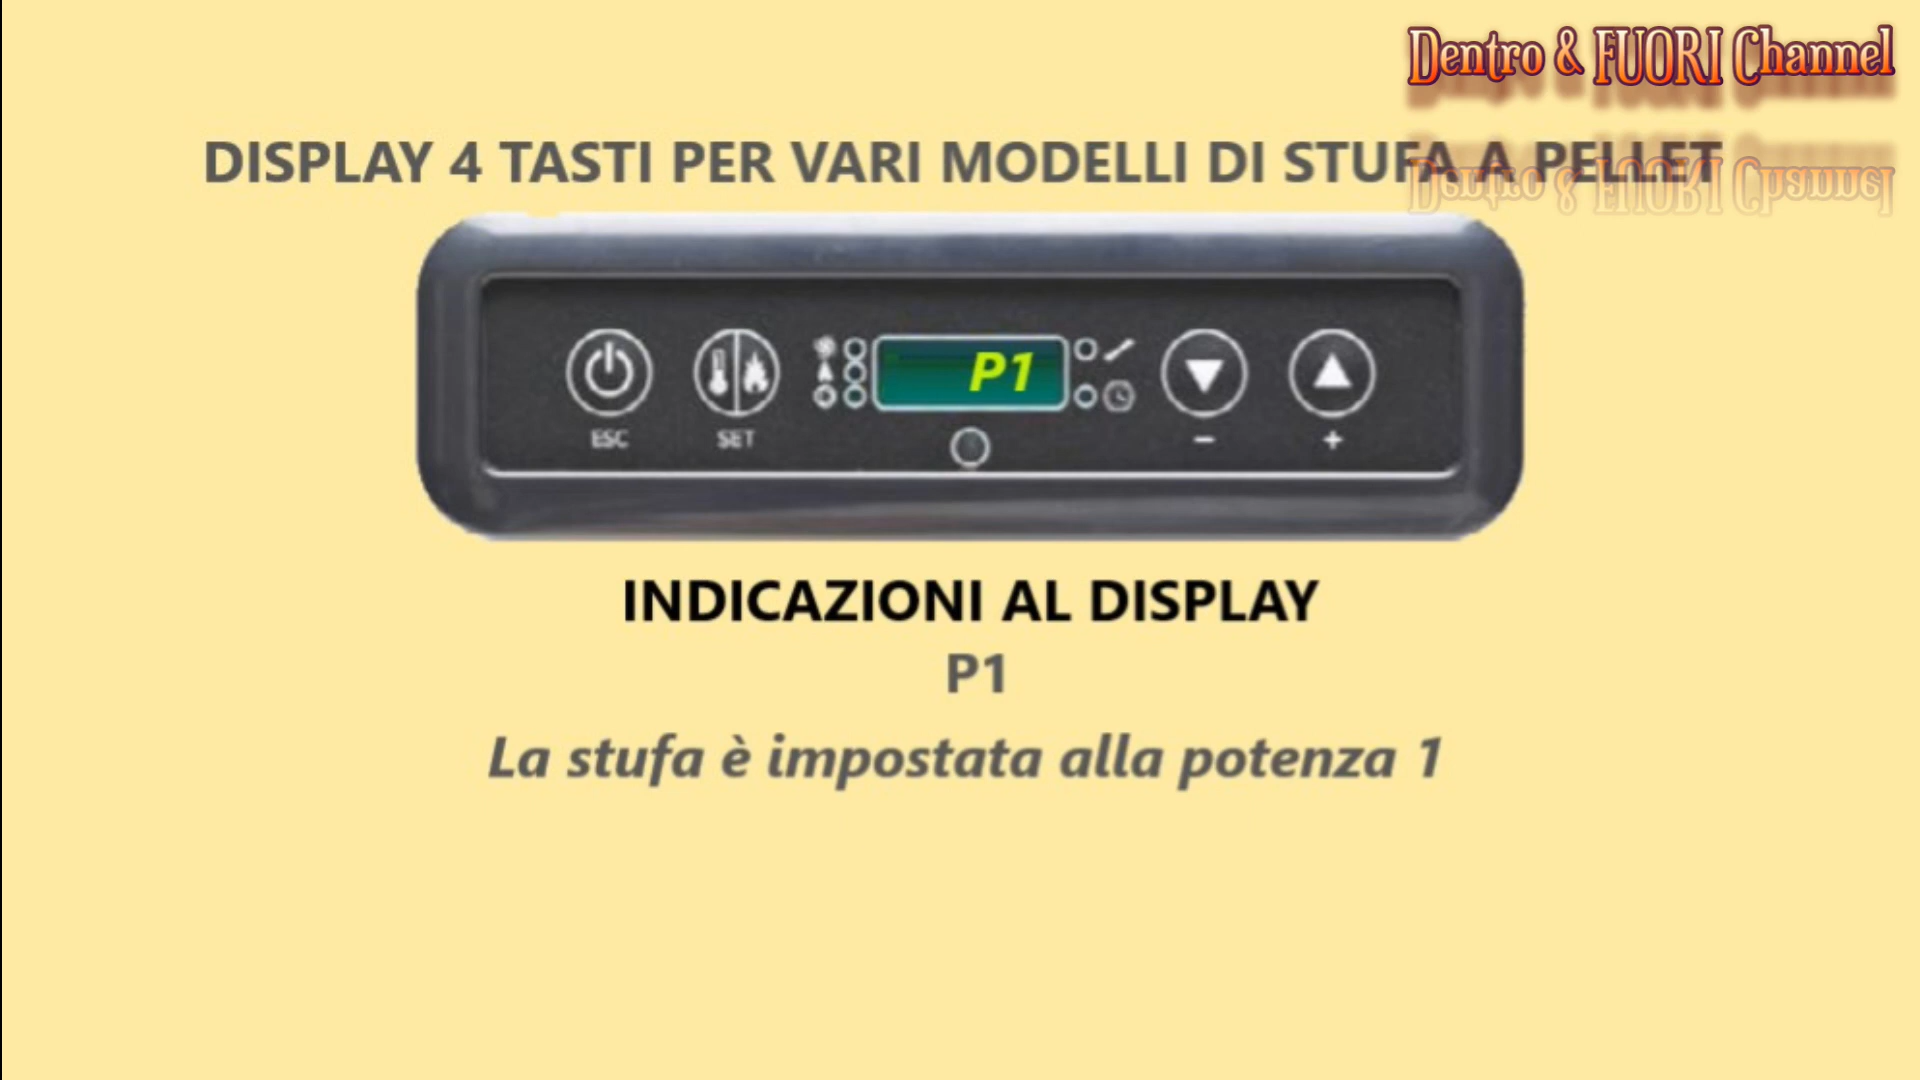 Dentro & FUORI Channel
DISPLAY 4 TASTI PER VARI MODELLI DI STUFA A PELLET
P1
ESC
SET
-
+
INDICAZIONI AL DISPLAY
P1
La stufa è impostata alla potenza 1